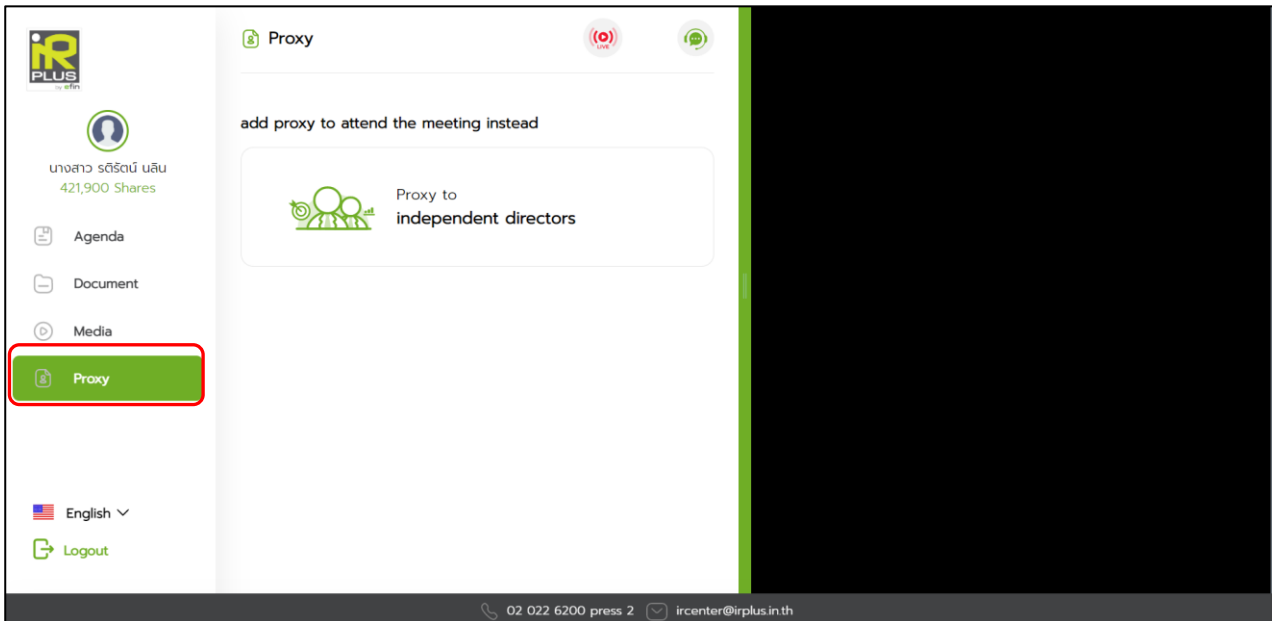 iR
PLUS
by efin
นางสาว รติรัตน์ นลิน
421,900 Shares
Agenda
Document
Media
Proxy
English
Logout
Proxy
LIVE
add proxy to attend the meeting instead
Proxy to
independent directors
02 022 6200 press 2 ircenter@irplus.in.th